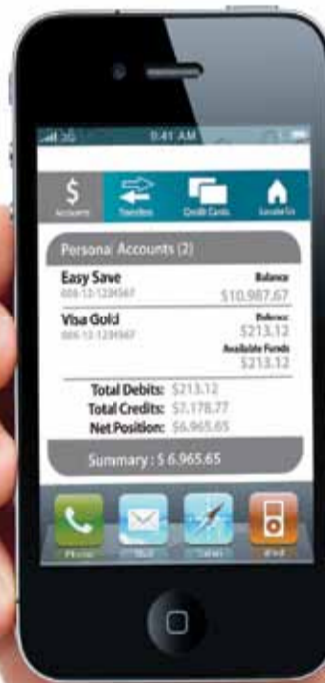 3G 9:41 AM
$
Accounts Transfers Credit Cards Locate Us
Personal Accounts (2)
Easy Save Balance
$10,987.67
Visa Gold Balance
$213.12
Available Funds
$213.12
Total Debits: $213.12
Total Credits: $7,178.77
Net Position: $6,965.65
Summary : $ 6,965.65
Phone Mail Safari iPod